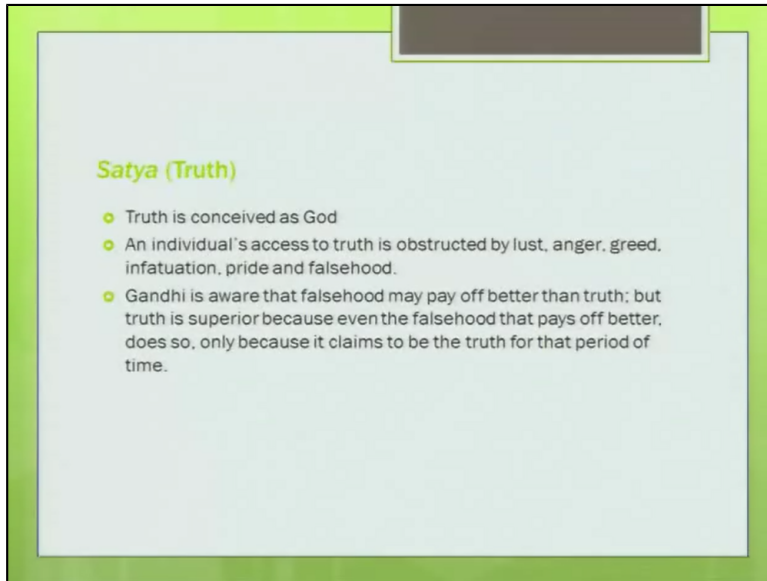 Satya (Truth)
Truth is conceived as God
An individual's access to truth is obstructed by lust, anger, greed,
infatuation, pride and falsehood.
Gandhi is aware that falsehood may pay off better than truth; but
truth is superior because even the falsehood that pays off better,
does so, only because it claims to be the truth for that period of
time.